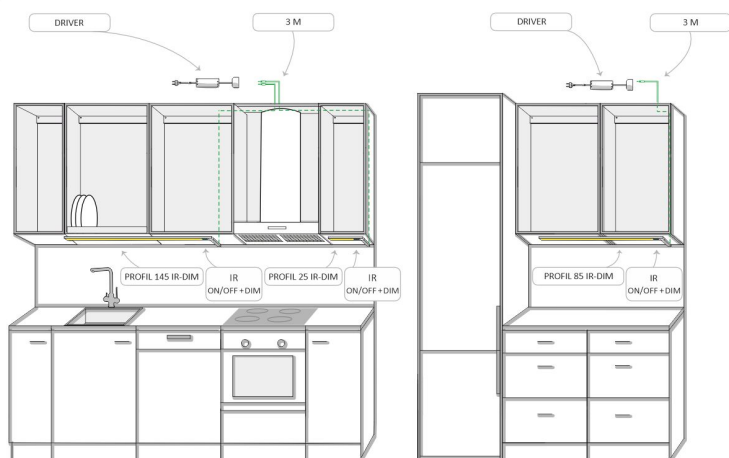 DRIVER
3 M
PROFIL 145 IR-DIM
IR
ON/OFF+DIM
PROFIL 25 IR-DIM
IR
ON/OFF+DIM
DRIVER
3 M
PROFIL 85 IR-DIM
IR
ON/OFF+DIM